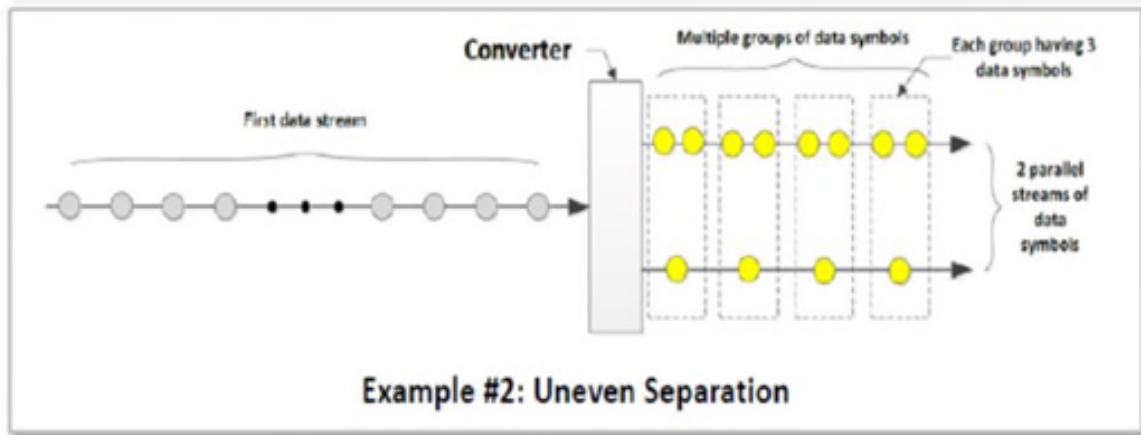 Converter
Multiple groups of data symbols
Each group having 3
data symbols
First data stream
2 parallel
streams of
data
symbols
Example #2: Uneven Separation